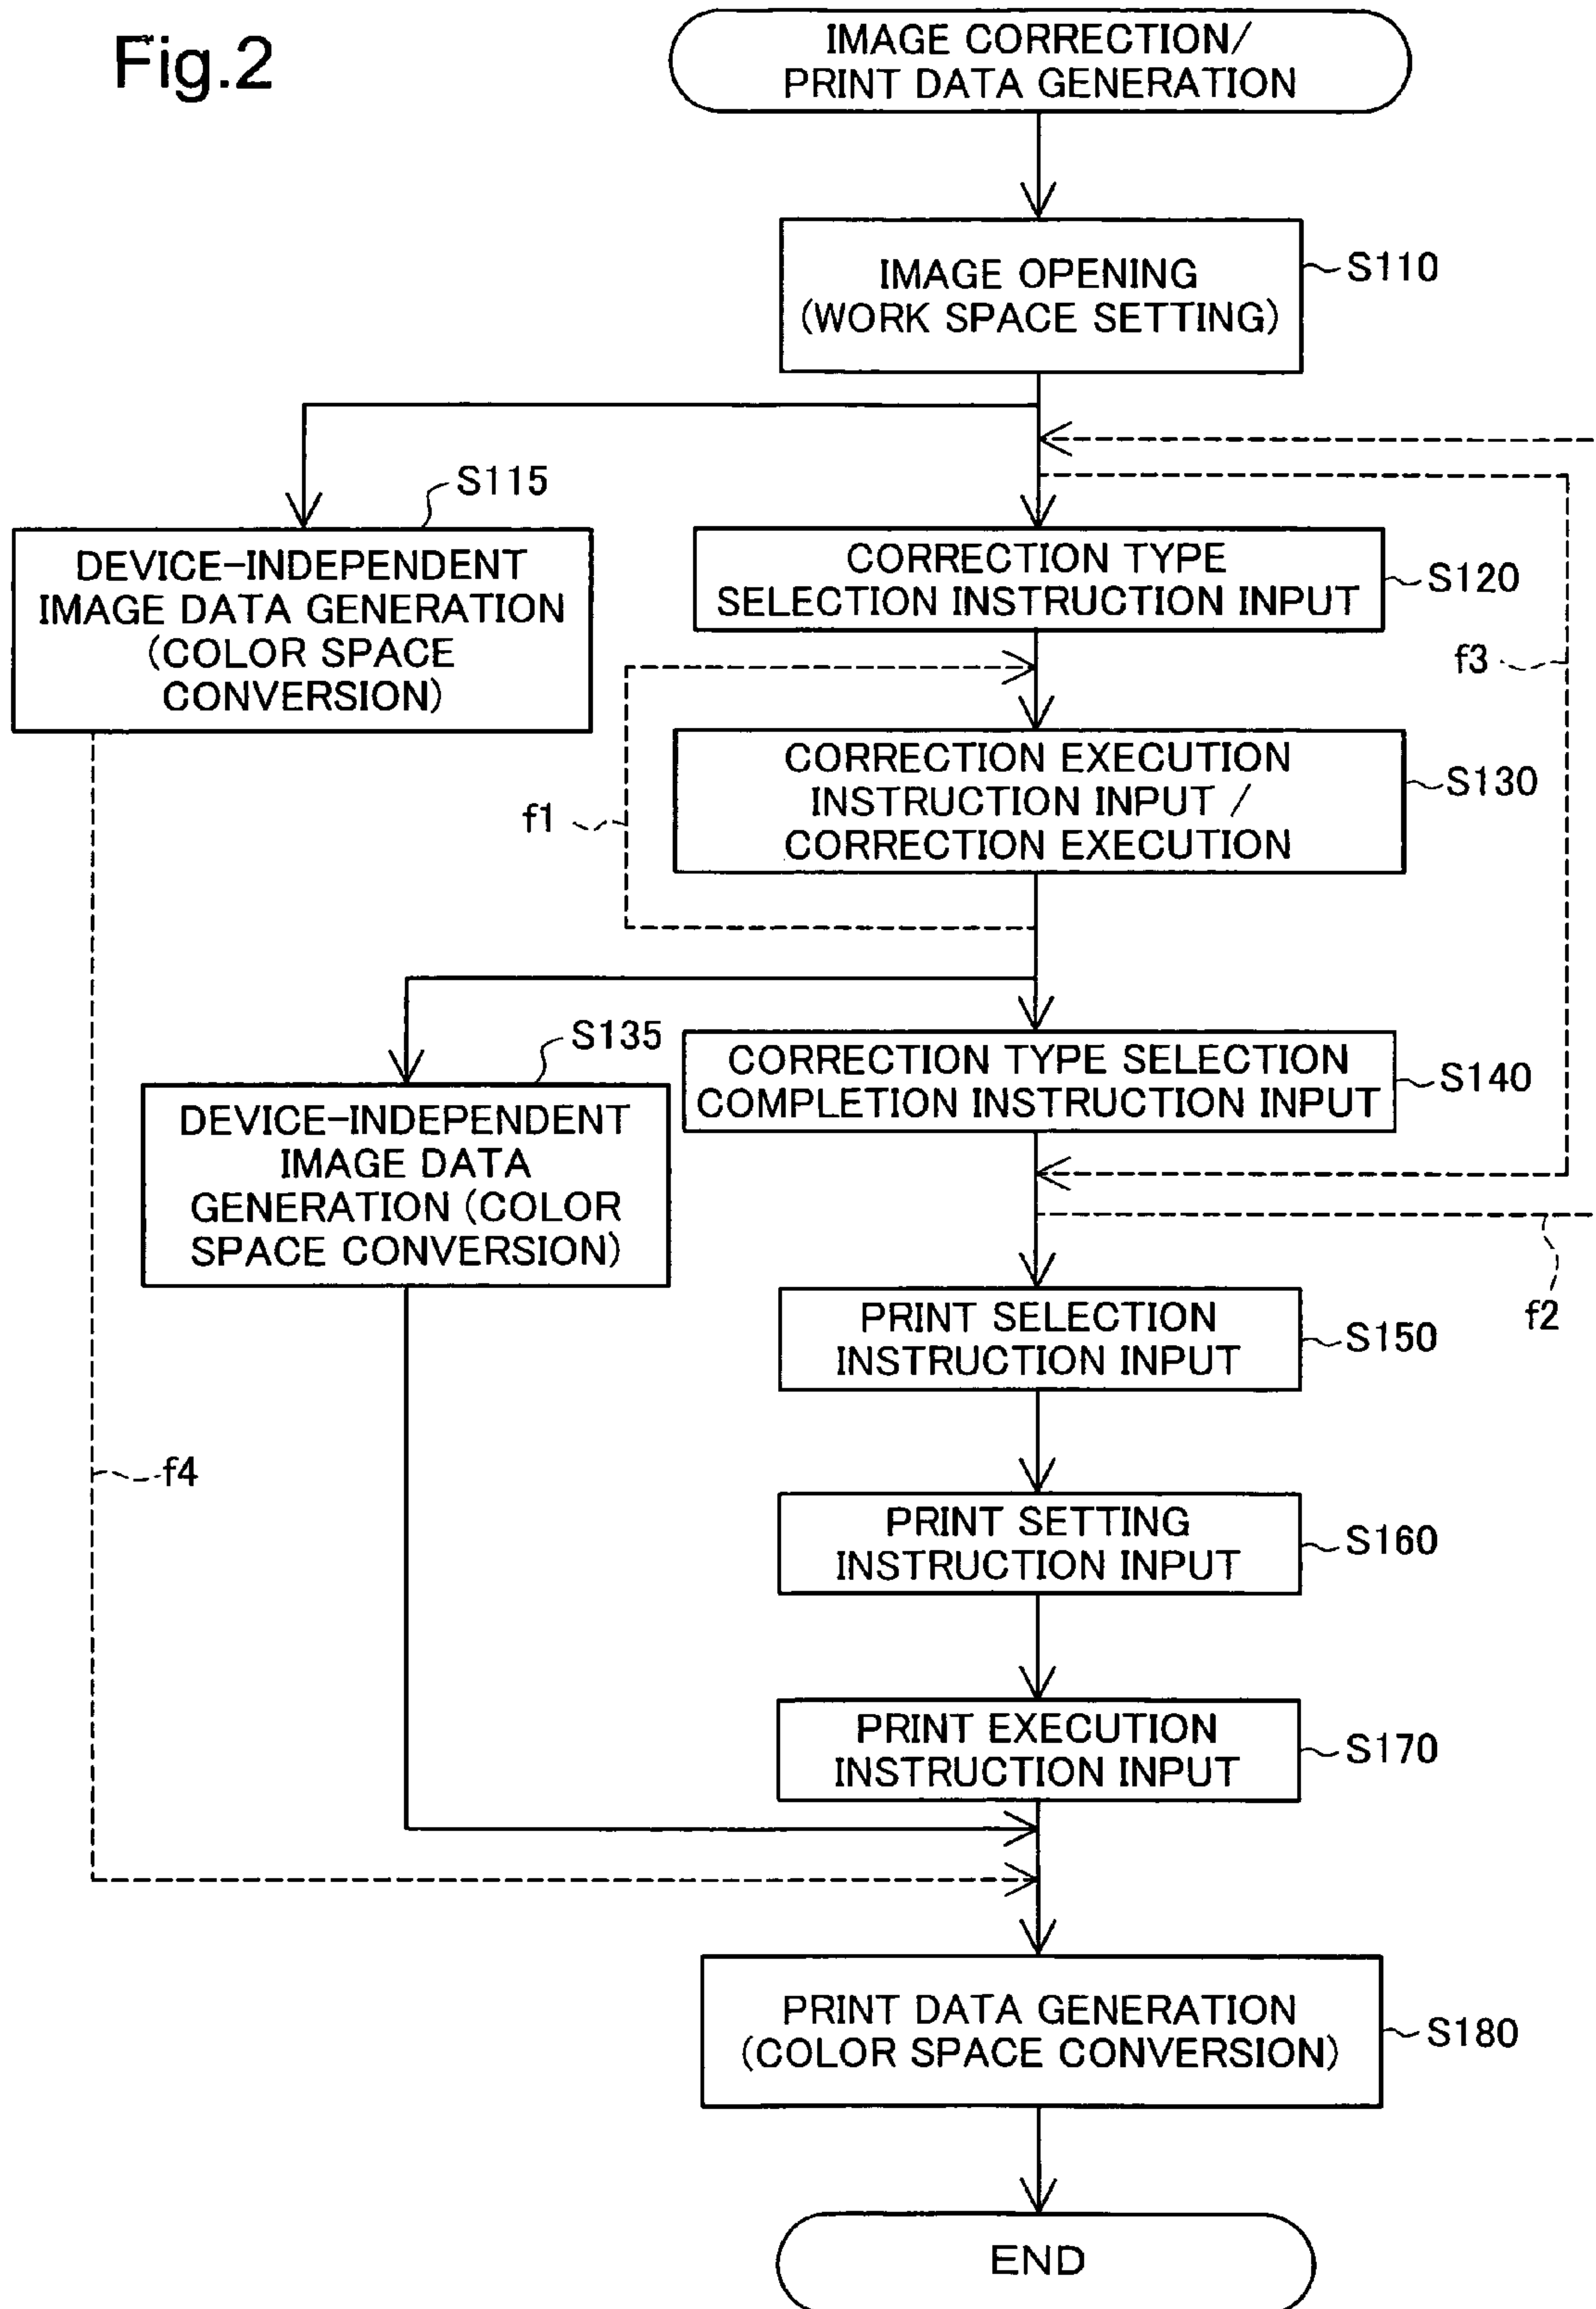 Fig.2
IMAGE CORRECTION/
PRINT DATA GENERATION
IMAGE OPENING
(WORK SPACE SETTING)
S110
S115
DEVICE-INDEPENDENT
IMAGE DATA GENERATION
(COLOR SPACE
CONVERSION)
CORRECTION TYPE
SELECTION INSTRUCTION INPUT
S120
f3
CORRECTION EXECUTION
INSTRUCTION INPUT /
CORRECTION EXECUTION
S130
f1
S135
DEVICE-INDEPENDENT
IMAGE DATA
GENERATION (COLOR
SPACE CONVERSION)
CORRECTION TYPE SELECTION
COMPLETION INSTRUCTION INPUT
S140
f2
PRINT SELECTION
INSTRUCTION INPUT
S150
f4
PRINT SETTING
INSTRUCTION INPUT
S160
PRINT EXECUTION
INSTRUCTION INPUT
S170
PRINT DATA GENERATION
(COLOR SPACE CONVERSION)
S180
END